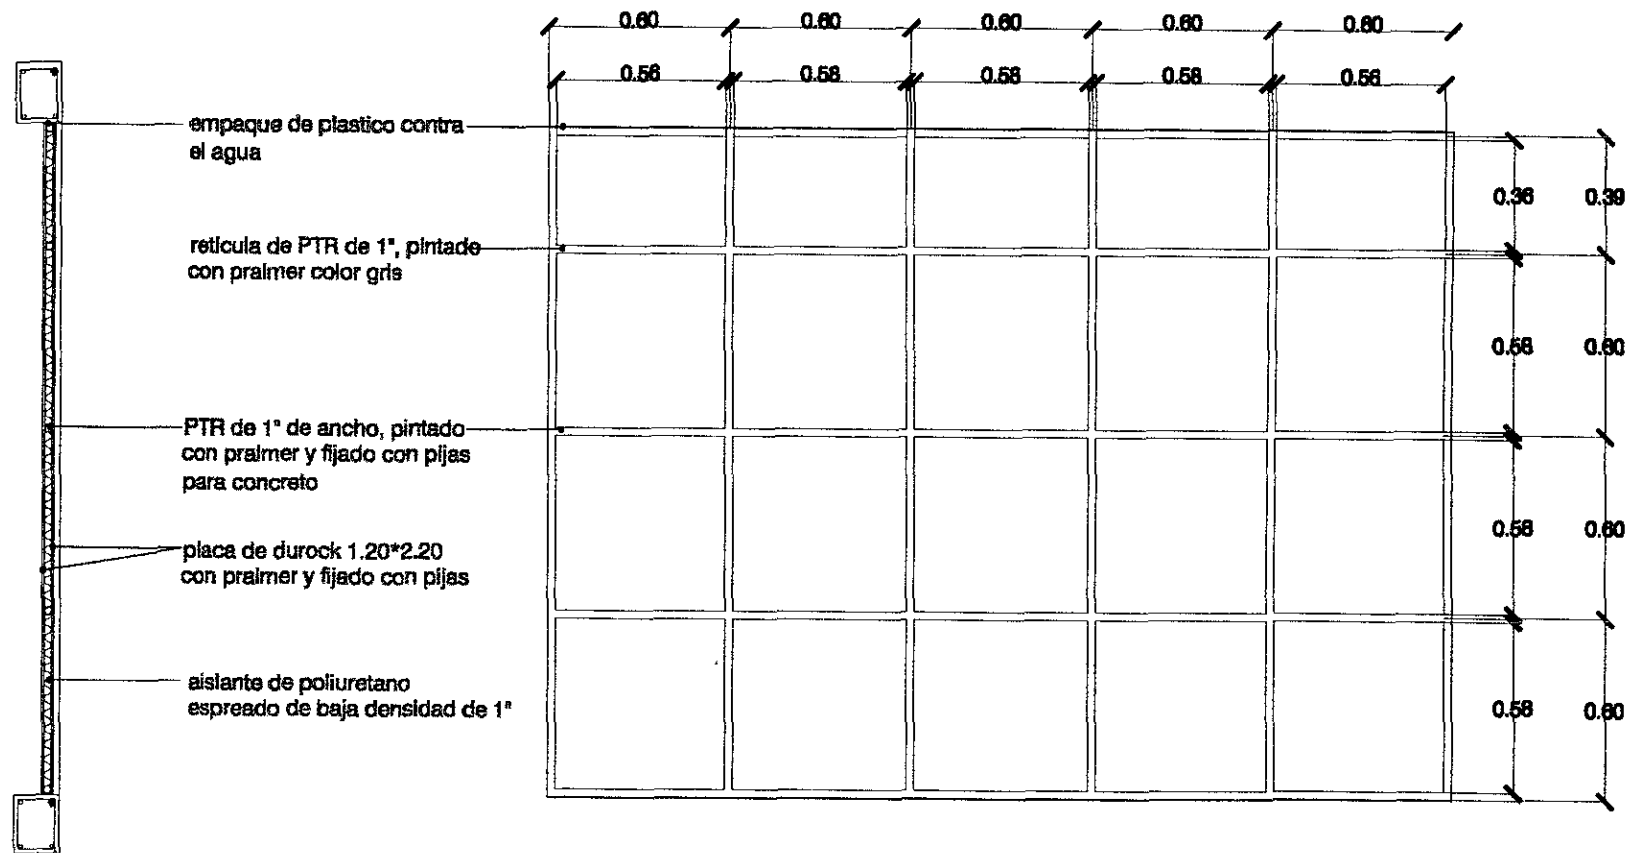 0.60 0.60 0.60 0.60 0.60
0.56 0.58 0.58 0.58 0.56
empaque de plastico contra
el agua
0.36 0.39
reticula de PTR de 1", pintado
con praimer color gris
0.58 0.60
PTR de 1" de ancho, pintado
con praimer y fijado con pijas
para concreto
0.58 0.60
placa de durock 1.20*2.20
con praimer y fijado con pijas
aislante de poliuretano
espreado de baja densidad de 1"
0.58 0.60